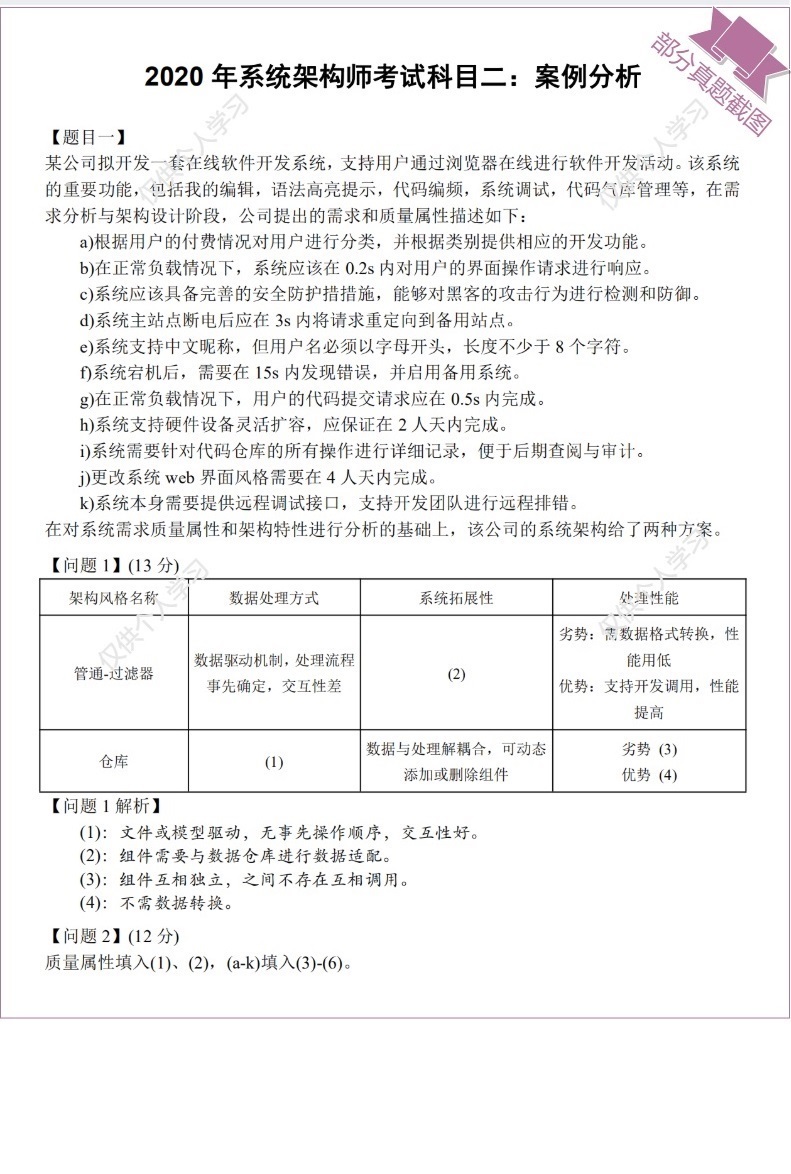 部分真题截图
2020 年系统架构师考试科目二：案例分析
【题目一】
某公司拟开发一套在线软件开发系统，支持用户通过浏览器在线进行软件开发活动。该系统
的重要功能，包括我的编辑，语法高亮提示，代码编频，系统调试，代码仓库管理等，在需
求分析与架构设计阶段，公司提出的需求和质量属性描述如下：
a)根据用户的付费情况对用户进行分类，并根据类别提供相应的开发功能。
b)在正常负载情况下，系统应该在 0.2s 内对用户的界面操作请求进行响应。
c)系统应该具备完善的安全防护措措施，能够对黑客的攻击行为进行检测和防御。
d)系统主站点断电后应在 3s 内将请求重定向到备用站点。
e)系统支持中文昵称，但用户名必须以字母开头，长度不少于 8 个字符。
f)系统宕机后，需要在 15s 内发现错误，并启用备用系统。
g)在正常负载情况下，用户的代码提交请求应在 0.5s 内完成。
h)系统支持硬件设备灵活扩容，应保证在 2 人天内完成。
i)系统需要针对代码仓库的所有操作进行详细记录，便于后期查阅与审计。
j)更改系统 web 界面风格需要在 4 人天内完成。
k)系统本身需要提供远程调试接口，支持开发团队进行远程排错。
在对系统需求质量属性和架构特性进行分析的基础上，该公司的系统架构给了两种方案。
【问题 1】(13 分)
架构风格名称 数据处理方式 系统拓展性 处理性能
管通-过滤器
数据驱动机制，处理流程
事先确定，交互性差
(2)
劣势：需数据格式转换，性
能用低
优势：支持开发调用，性能
提高
仓库
(1)
数据与处理解耦合，可动态
添加或删除组件
劣势 (3)
优势 (4)
【问题 1 解析】
(1)：文件或模型驱动，无事先操作顺序，交互性好。
(2)：组件需要与数据仓库进行数据适配。
(3)：组件互相独立，之间不存在互相调用。
(4)：不需数据转换。
【问题 2】(12 分)
质量属性填入(1)、(2)，(a-k)填入(3)-(6)。
仅供个人学习
仅供个人学习
仅供个人学习
仅供个人学习